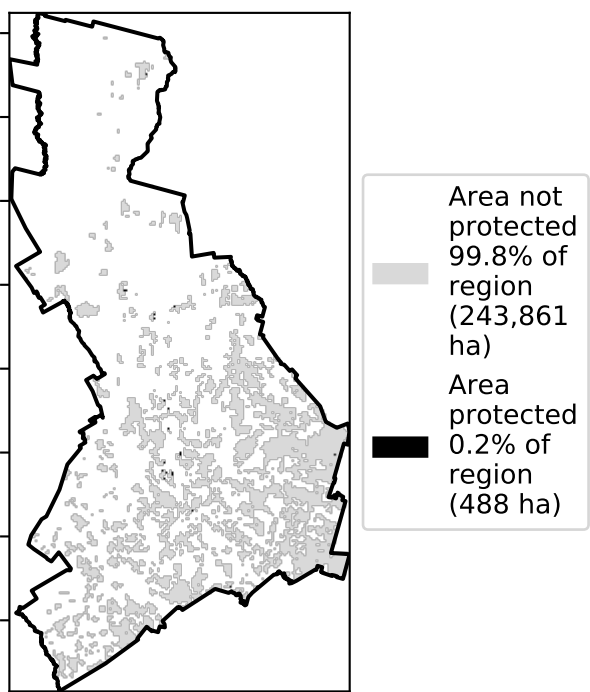 Area not
protected
99.8% of
region
(243,861
ha)
Area
protected
0.2% of
region
(488 ha)